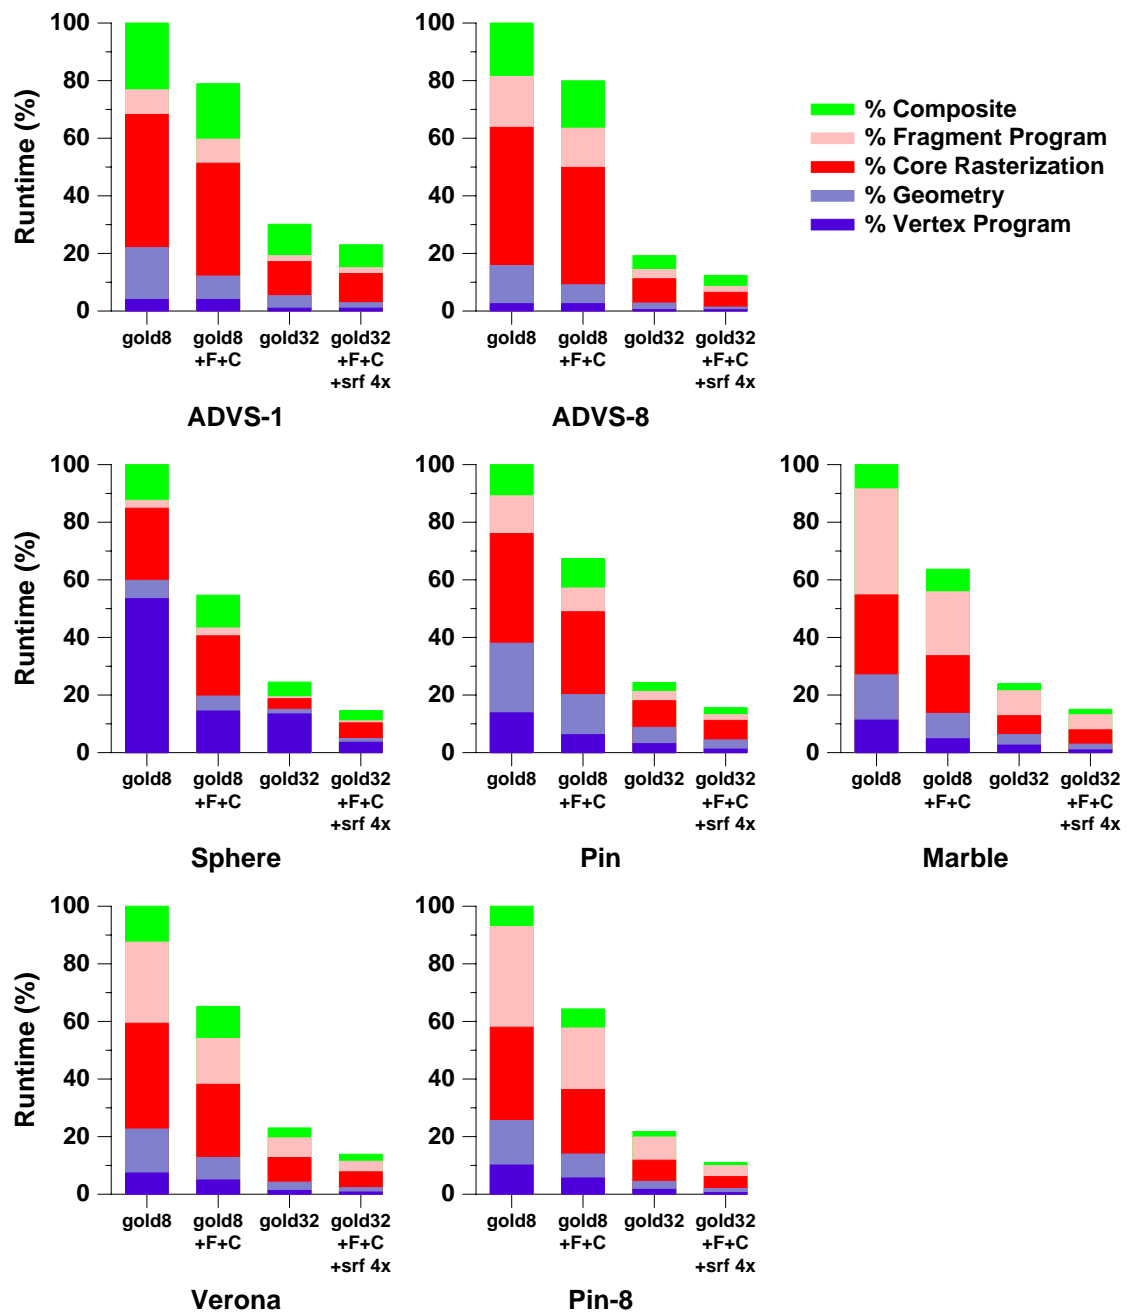 Runtime (%)
100
80
60
40
20
0
gold8
gold8
+F+C
gold32
gold32
+F+C
+srf 4x
ADVS-1
100
80
60
40
20
0
gold8
gold8
+F+C
gold32
gold32
+F+C
+srf 4x
ADVS-8
% Composite
% Fragment Program
% Core Rasterization
% Geometry
% Vertex Program
Runtime (%)
100
80
60
40
20
0
gold8
gold8
+F+C
gold32
gold32
+F+C
+srf 4x
Sphere
100
80
60
40
20
0
gold8
gold8
+F+C
gold32
gold32
+F+C
+srf 4x
Pin
100
80
60
40
20
0
gold8
gold8
+F+C
gold32
gold32
+F+C
+srf 4x
Marble
Runtime (%)
100
80
60
40
20
0
gold8
gold8
+F+C
gold32
gold32
+F+C
+srf 4x
Verona
100
80
60
40
20
0
gold8
gold8
+F+C
gold32
gold32
+F+C
+srf 4x
Pin-8